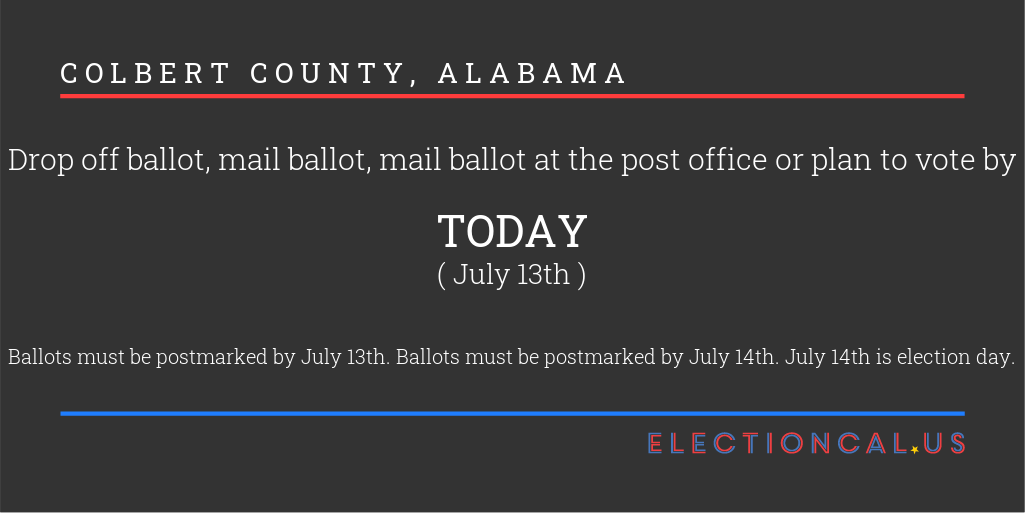 COLBERT COUNTY, ALABAMA
Drop off ballot, mail ballot, mail ballot at the post office or plan to vote by
TODAY
( July 13th )
Ballots must be postmarked by July 13th. Ballots must be postmarked by July 14th. July 14th is election day.
ELECTIONCAL.US